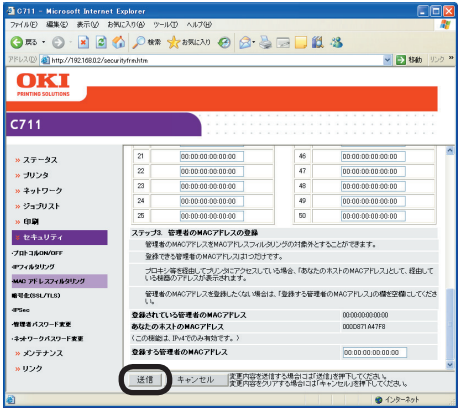 C711 - Microsoft Internet Explorer
ファイル(F) 編集(E) 表示(V) お気に入り(A) ツール(T) ヘルプ(H)
戻る 検索 お気に入り
アドレス(D) http://192.168.0.2/securityfrm.htm 移動 リンク »
OKI
PRINTING SOLUTIONS
C711
» ステータス
» プリンタ
» ネットワーク
» ジョブリスト
» 印刷
» セキュリティ
・プロトコルON/OFF
・IPフィルタリング
・MAC アドレスフィルタリング
・暗号化(SSL/TLS)
・IPSec
・管理者パスワード変更
・ネットワークパスワード変更
» メンテナンス
» リンク
21 00:00:00:00:00:00 46 00:00:00:00:00:00
22 00:00:00:00:00:00 47 00:00:00:00:00:00
23 00:00:00:00:00:00 48 00:00:00:00:00:00
24 00:00:00:00:00:00 49 00:00:00:00:00:00
25 00:00:00:00:00:00 50 00:00:00:00:00:00
ステップ3. 管理者のMACアドレスの登録
管理者のMACアドレスをMACアドレスフィルタリングの対象外とすることができます。
登録できる管理者のMACアドレスは1つだけです。
プロキシ等を経由してプリンタにアクセスしている場合、「あなたのホストのMACアドレス」として、経由して
いる機器のアドレスが表示されます。
管理者のMACアドレスを登録したくない場合は、「登録する管理者のMACアドレス」の欄を空欄にしてくださ
い。
登録されている管理者のMACアドレス 000000000000
あなたのホストのMACアドレス 000D871A47F8
(この機能は、IPv4でのみ有効です。)
登録する管理者のMACアドレス 00:00:00:00:00:00
送信 キャンセル 変更内容を送信する場合には「送信」を押下してください。
変更内容をクリアする場合には「キャンセル」を押下してください。
インターネット